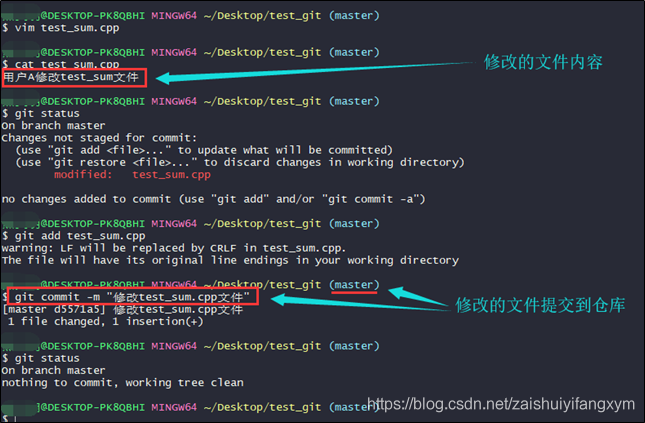 @DESKTOP-PK8QBHI MINGW64 ~/Desktop/test_git (master)
$ vim test_sum.cpp
@DESKTOP-PK8QBHI MINGW64 ~/Desktop/test_git (master)
$ cat test_sum.cpp
用户A修改test_sum文件
修改的文件内容
@DESKTOP-PK8QBHI MINGW64 ~/Desktop/test_git (master)
$ git status
On branch master
Changes not staged for commit:
(use "git add <file>..." to update what will be committed)
(use "git restore <file>..." to discard changes in working directory)
modified: test_sum.cpp
no changes added to commit (use "git add" and/or "git commit -a")
@DESKTOP-PK8QBHI MINGW64 ~/Desktop/test_git (master)
$ git add test_sum.cpp
warning: LF will be replaced by CRLF in test_sum.cpp.
The file will have its original line endings in your working directory
@DESKTOP-PK8QBHI MINGW64 ~/Desktop/test_git (master)
$ git commit -m "修改test_sum.cpp文件"
修改的文件提交到仓库
[master d5571a5] 修改test_sum.cpp文件
1 file changed, 1 insertion(+)
@DESKTOP-PK8QBHI MINGW64 ~/Desktop/test_git (master)
$ git status
On branch master
nothing to commit, working tree clean
@DESKTOP-PK8QBHI MINGW64 ~/Desktop/test_git (master)
$
https://blog.csdn.net/zaishuiyifangxym